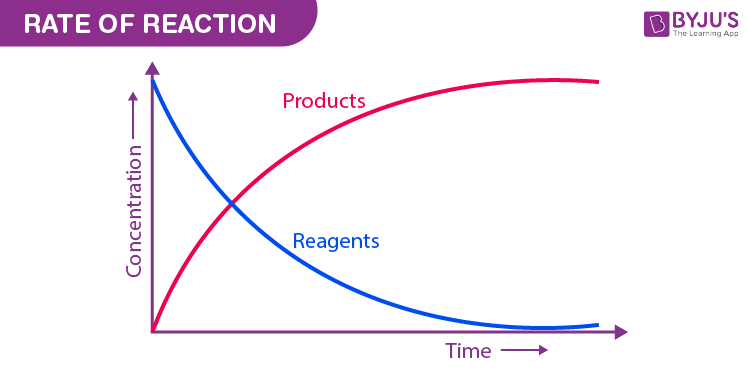 RATE OF REACTION
BYJU'S
The Learning App
Products
Concentration
Reagents
Time